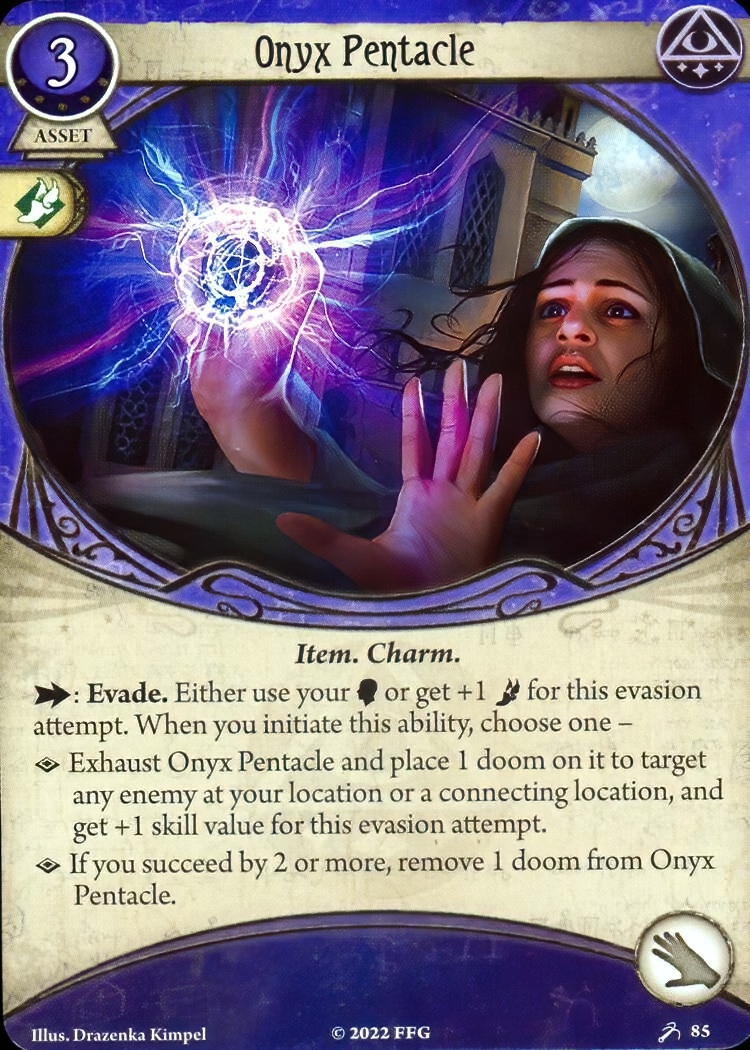 3
Onyx Pentacle
ASSET
Item. Charm.
: Evade. Either use your or get +1 for this evasion
attempt. When you initiate this ability, choose one –
Exhaust Onyx Pentacle and place 1 doom on it to target
any enemy at your location or a connecting location, and
get +1 skill value for this evasion attempt.
If you succeed by 2 or more, remove 1 doom from Onyx
Pentacle.
Illus. Drazenka Kimpel
© 2022 FFG
85